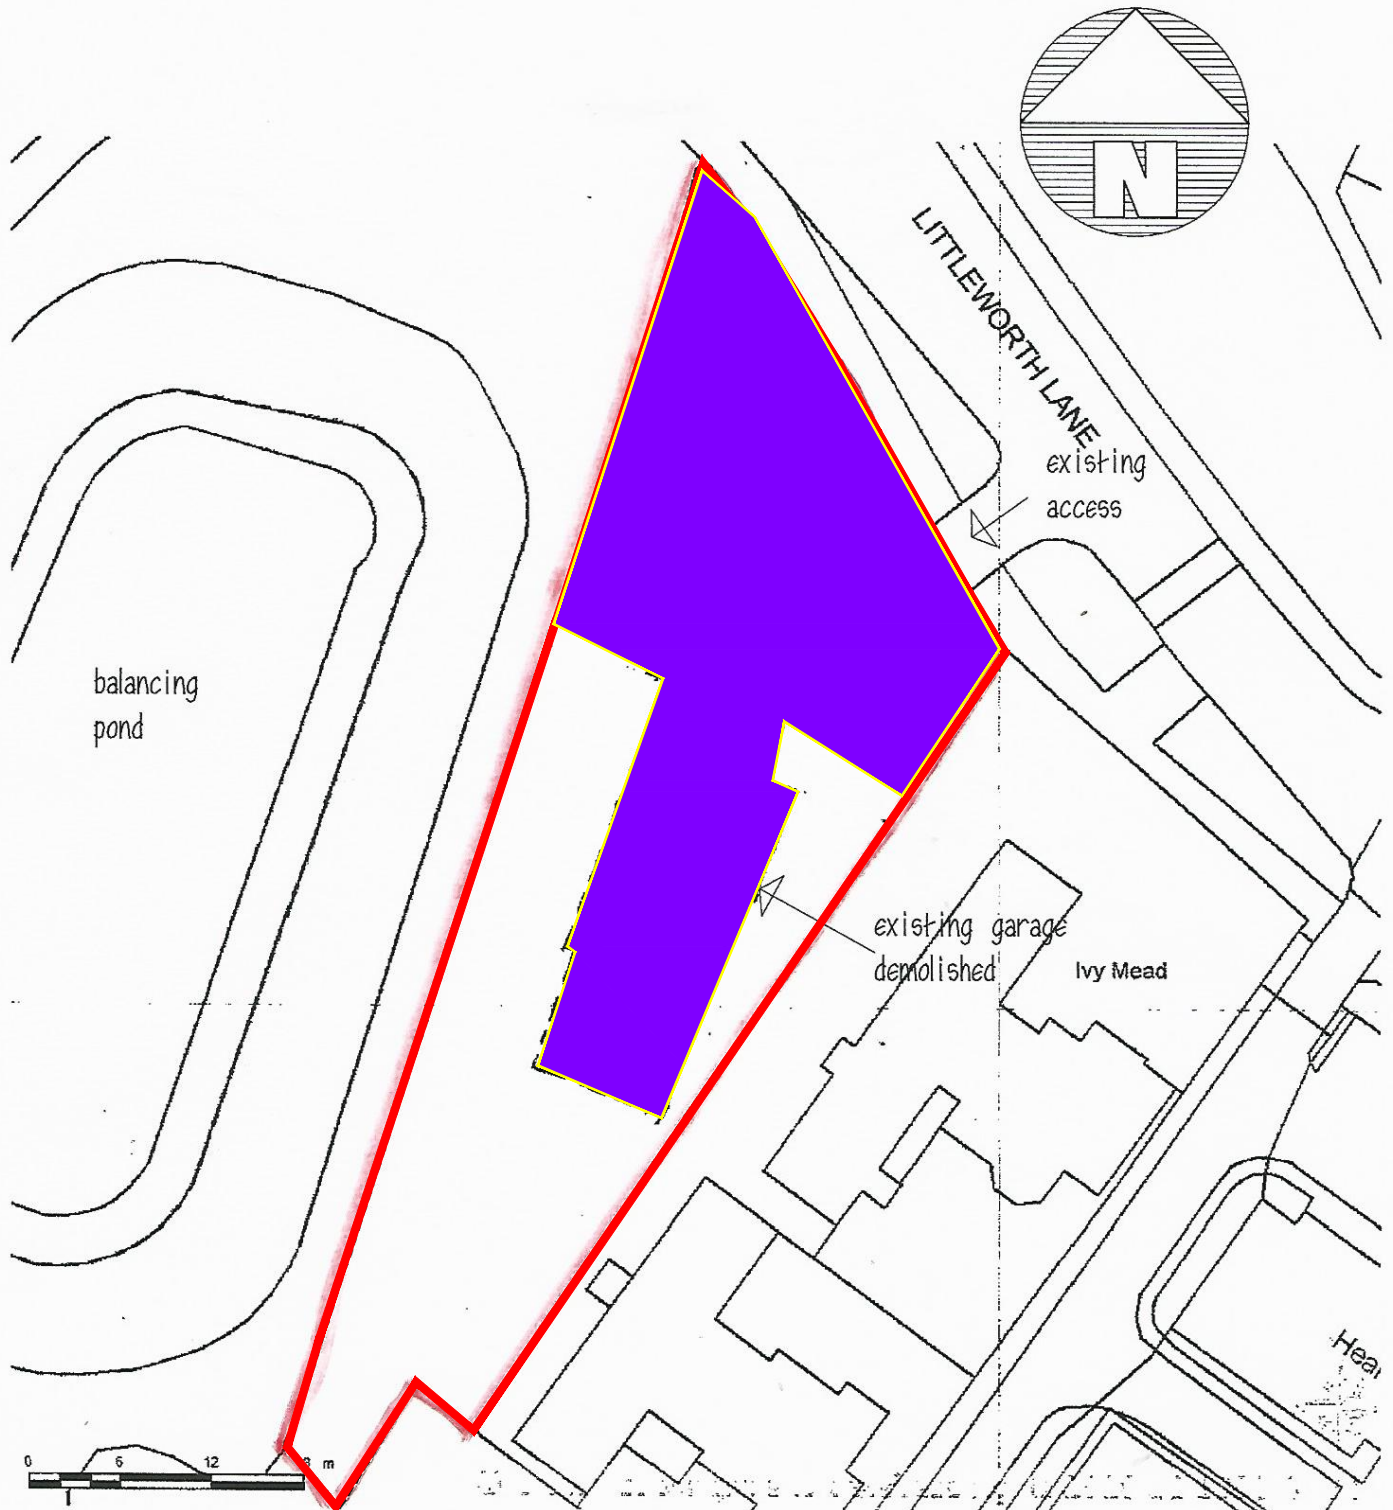 N
LITTLEWORTH LANE
existing
access
balancing
pond
existing garage
demolished
Ivy Mead
0 6 12 m